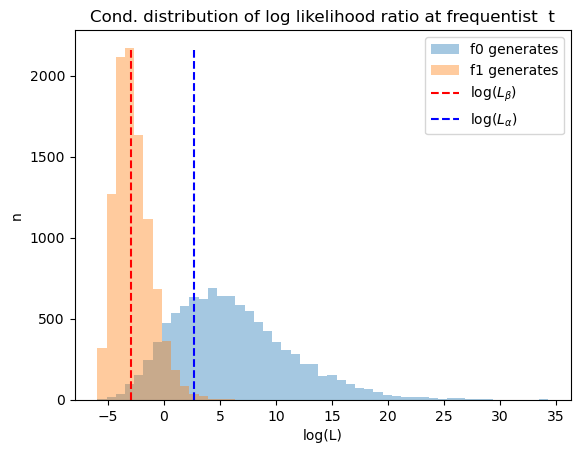 Cond. distribution of log likelihood ratio at frequentist  t
f0 generates
f1 generates
log(L_β)
log(L_α)
2000
1500
1000
500
0
n
−5 0 5 10 15 20 25 30 35
log(L)